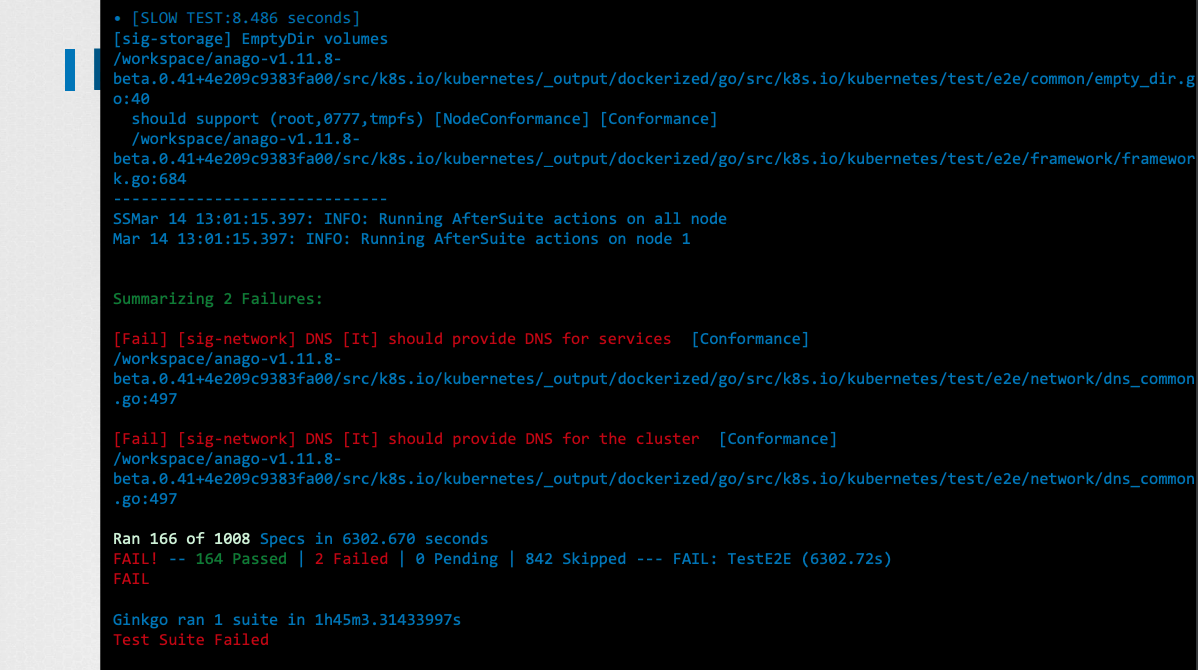 • [SLOW TEST:8.486 seconds]
[sig-storage] EmptyDir volumes
/workspace/anago-v1.11.8-
beta.0.41+4e209c9383fa00/src/k8s.io/kubernetes/_output/dockerized/go/src/k8s.io/kubernetes/test/e2e/common/empty_dir.g
o:40
  should support (root,0777,tmpfs) [NodeConformance] [Conformance]
  /workspace/anago-v1.11.8-
beta.0.41+4e209c9383fa00/src/k8s.io/kubernetes/_output/dockerized/go/src/k8s.io/kubernetes/test/e2e/framework/framewor
k.go:684
------------------------------
SSMar 14 13:01:15.397: INFO: Running AfterSuite actions on all node
Mar 14 13:01:15.397: INFO: Running AfterSuite actions on node 1
Summarizing 2 Failures:
[Fail] [sig-network] DNS [It] should provide DNS for services  [Conformance]
/workspace/anago-v1.11.8-
beta.0.41+4e209c9383fa00/src/k8s.io/kubernetes/_output/dockerized/go/src/k8s.io/kubernetes/test/e2e/network/dns_common
.go:497
[Fail] [sig-network] DNS [It] should provide DNS for the cluster  [Conformance]
/workspace/anago-v1.11.8-
beta.0.41+4e209c9383fa00/src/k8s.io/kubernetes/_output/dockerized/go/src/k8s.io/kubernetes/test/e2e/network/dns_common
.go:497
Ran 166 of 1008 Specs in 6302.670 seconds
FAIL! -- 164 Passed | 2 Failed | 0 Pending | 842 Skipped --- FAIL: TestE2E (6302.72s)
FAIL
Ginkgo ran 1 suite in 1h45m3.31433997s
Test Suite Failed